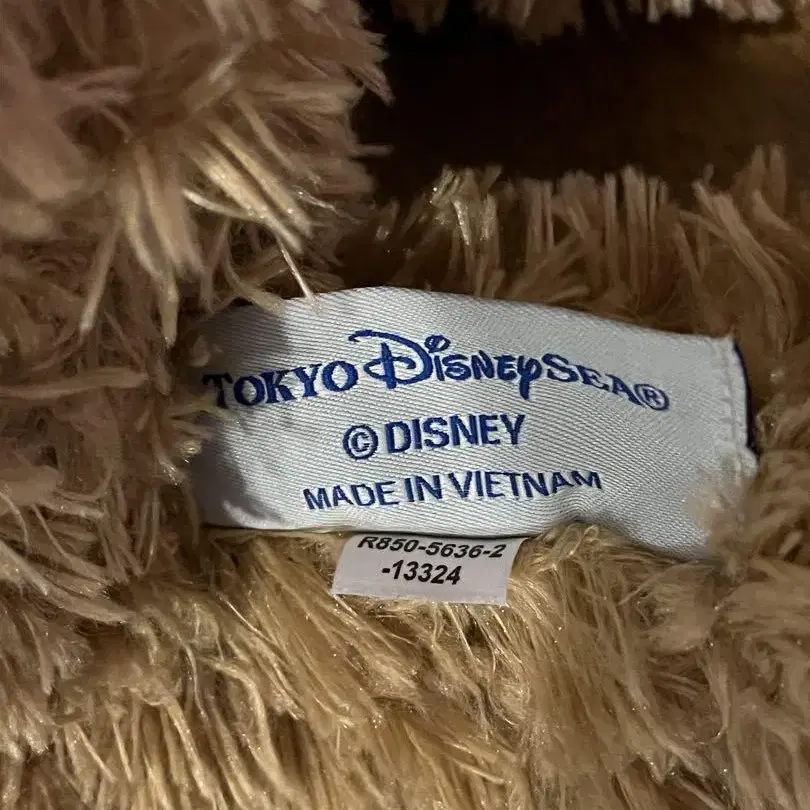 TOKYO DISNEYSEA®
© DISNEY
MADE IN VIETNAM
R850-5636-2
-13324